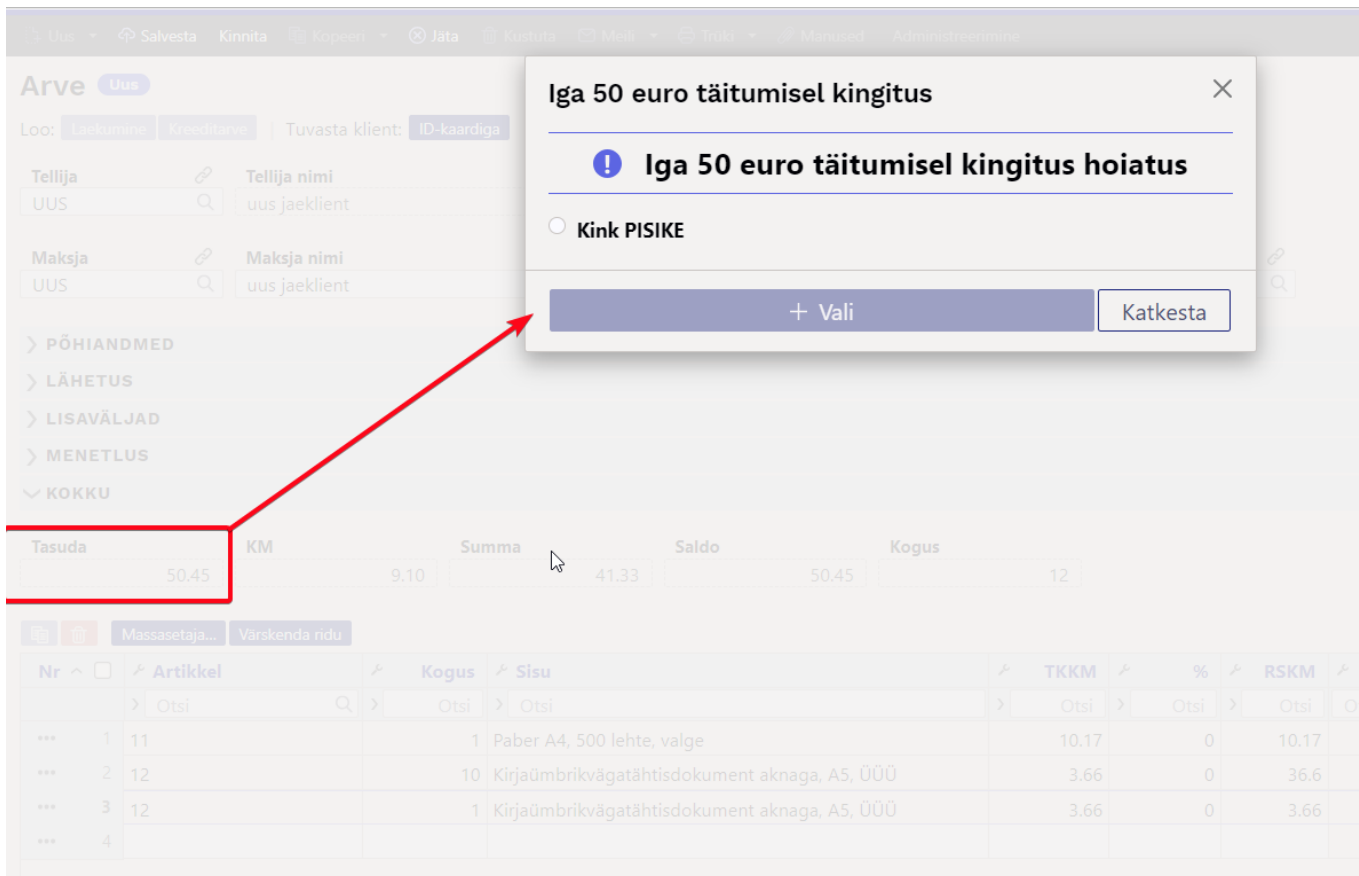 Uus Salvesta Kinnita Kopeeri Jäta Kustuta Meili Trüki Manused Administreerimine
Arve Uus
Loo: Laekumine Kreeditarve Tuvasta klient: ID-kaardiga
Iga 50 euro täitumisel kingitus
Iga 50 euro täitumisel kingitus hoiatus
Kink PISIKE
+ Vali Katkesta
Tellija Tellija nimi
UUS uus jaeklient
Maksja Maksja nimi
UUS uus jaeklient
PÕHIANDMED
LÄHETUS
LISAVÄLJAD
MENETLUS
KOKKU
Tasuda KM Summa Saldo Kogus
50.45 9.10 41.33 50.45 12
Massasetaja... Värskenda ridu
Nr Artikkel Kogus Sisu TKKM % RSKM
Otsi Otsi Otsi Otsi Otsi Otsi
1 11 1 Paber A4, 500 lehte, valge 10.17 0 10.17
2 12 10 Kirjaümbrikvägatähtisdokument aknaga, A5, ÜÜÜ 3.66 0 36.6
3 12 1 Kirjaümbrikvägatähtisdokument aknaga, A5, ÜÜÜ 3.66 0 3.66
4